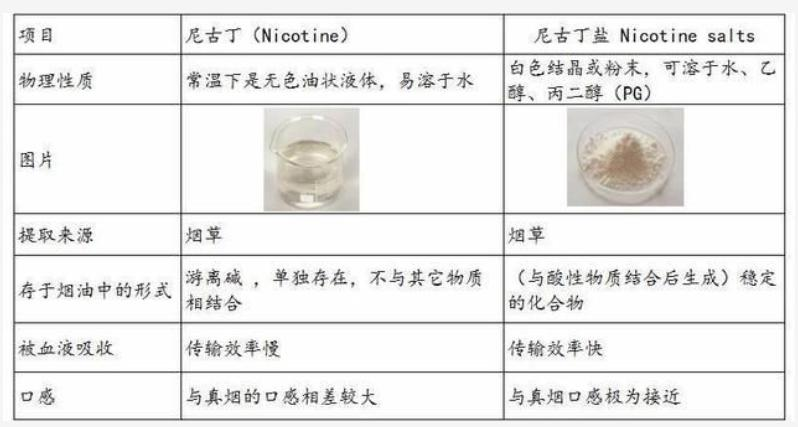 项目
尼古丁（Nicotine）
尼古丁盐 Nicotine salts
物理性质
常温下是无色油状液体，易溶于水
白色结晶或粉末，可溶于水、乙
醇、丙二醇（PG）
图片
提取来源
烟草
烟草
存于烟油中的形式
游离碱 ，单独存在，不与其它物质
相结合
（与酸性物质结合后生成）稳定
的化合物
被血液吸收
传输效率慢
传输效率快
口感
与真烟的口感相差较大
与真烟口感极为接近